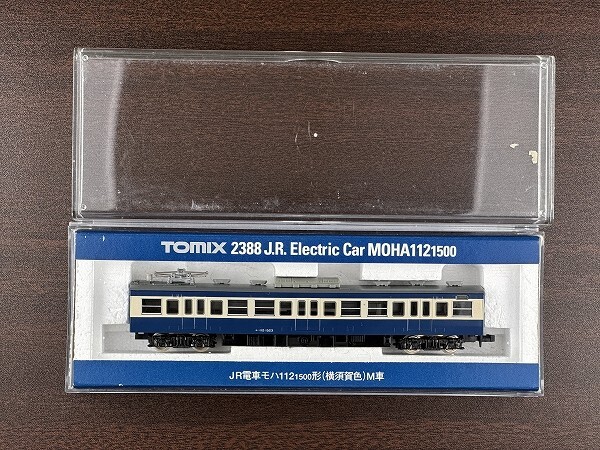 TOMIX 2388 J.R. Electric Car MOHA1121500
JR電車モハ1121500形(横須賀色)M車